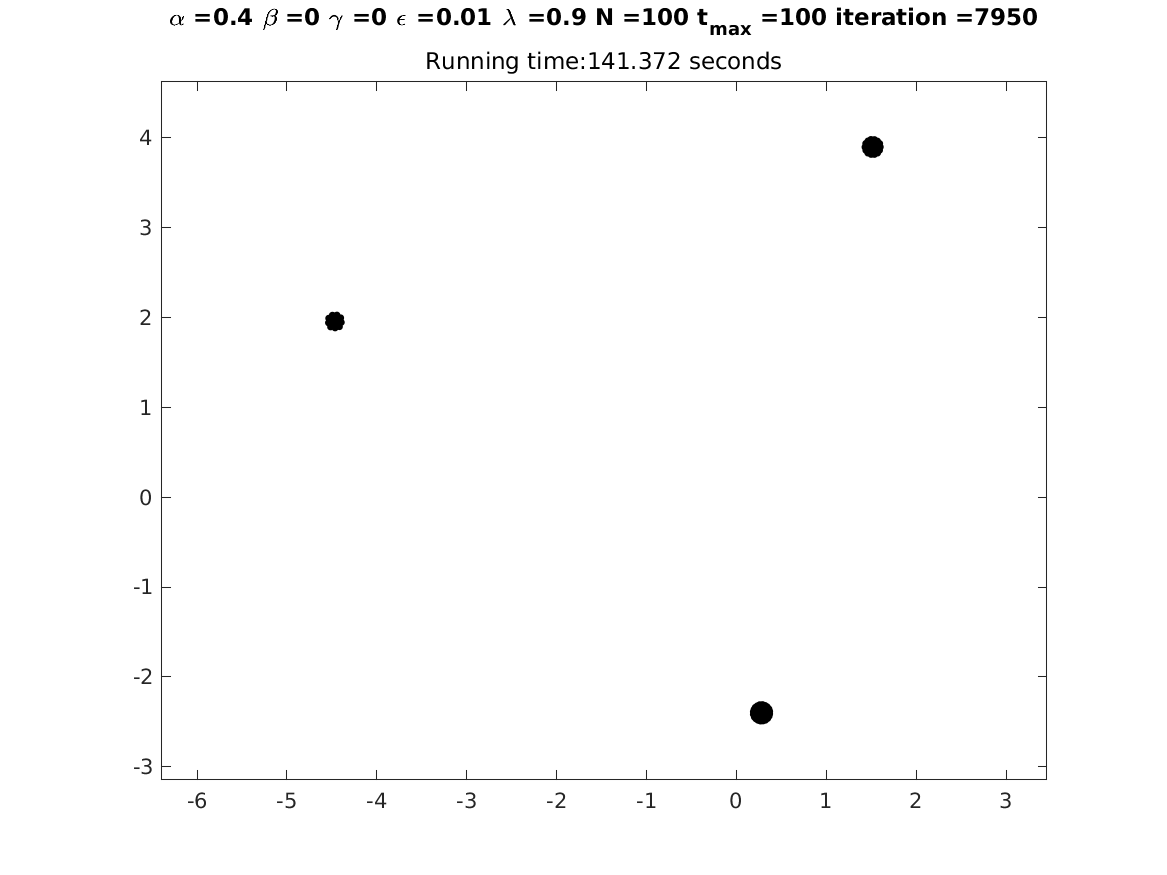 α =0.4 β =0 γ =0 ϵ =0.01 λ =0.9 N =100 t_max =100 iteration =7950
Running time:141.372 seconds
4
3
2
1
0
-1
-2
-3
-6 -5 -4 -3 -2 -1 0 1 2 3